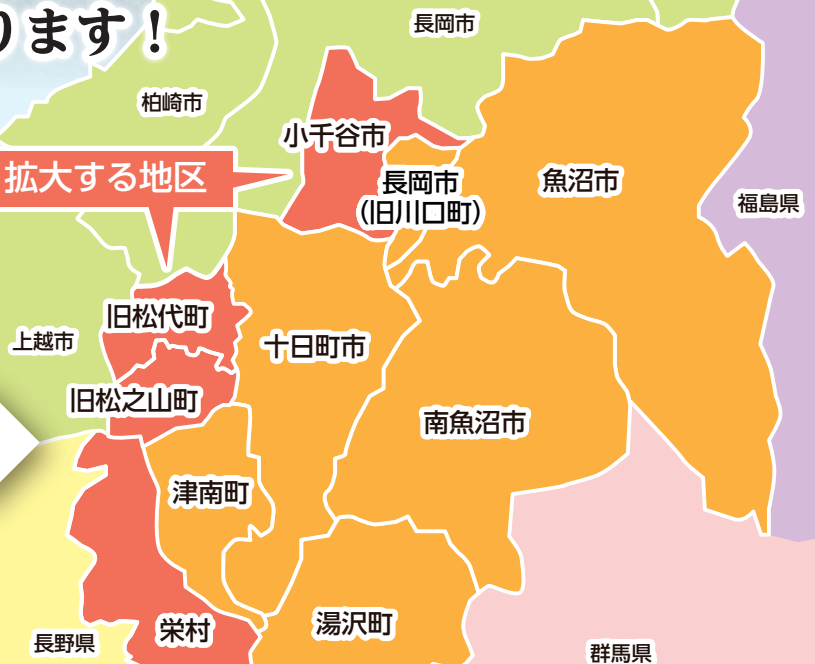 ります！
長岡市
柏崎市
小千谷市
拡大する地区
長岡市
(旧川口町)
魚沼市
福島県
旧松代町
上越市
十日町市
旧松之山町
南魚沼市
津南町
長野県
栄村
湯沢町
群馬県